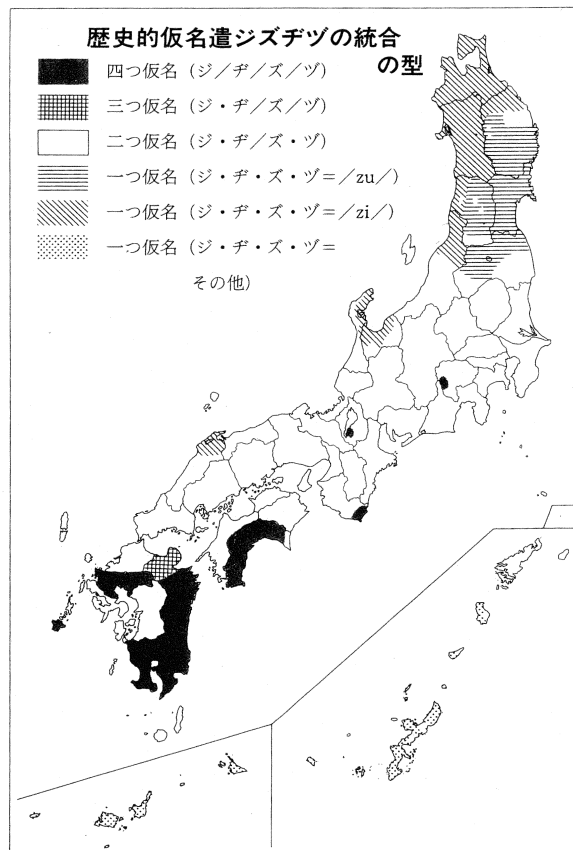 歴史的仮名遣ジズヂヅの統合
の型
四つ仮名（ジ／ヂ／ズ／ヅ）
三つ仮名（ジ・ヂ／ズ／ヅ）
二つ仮名（ジ・ヂ／ズ・ヅ）
一つ仮名（ジ・ヂ・ズ・ヅ＝／zu／）
一つ仮名（ジ・ヂ・ズ・ヅ＝／zi／）
一つ仮名（ジ・ヂ・ズ・ヅ＝
その他）